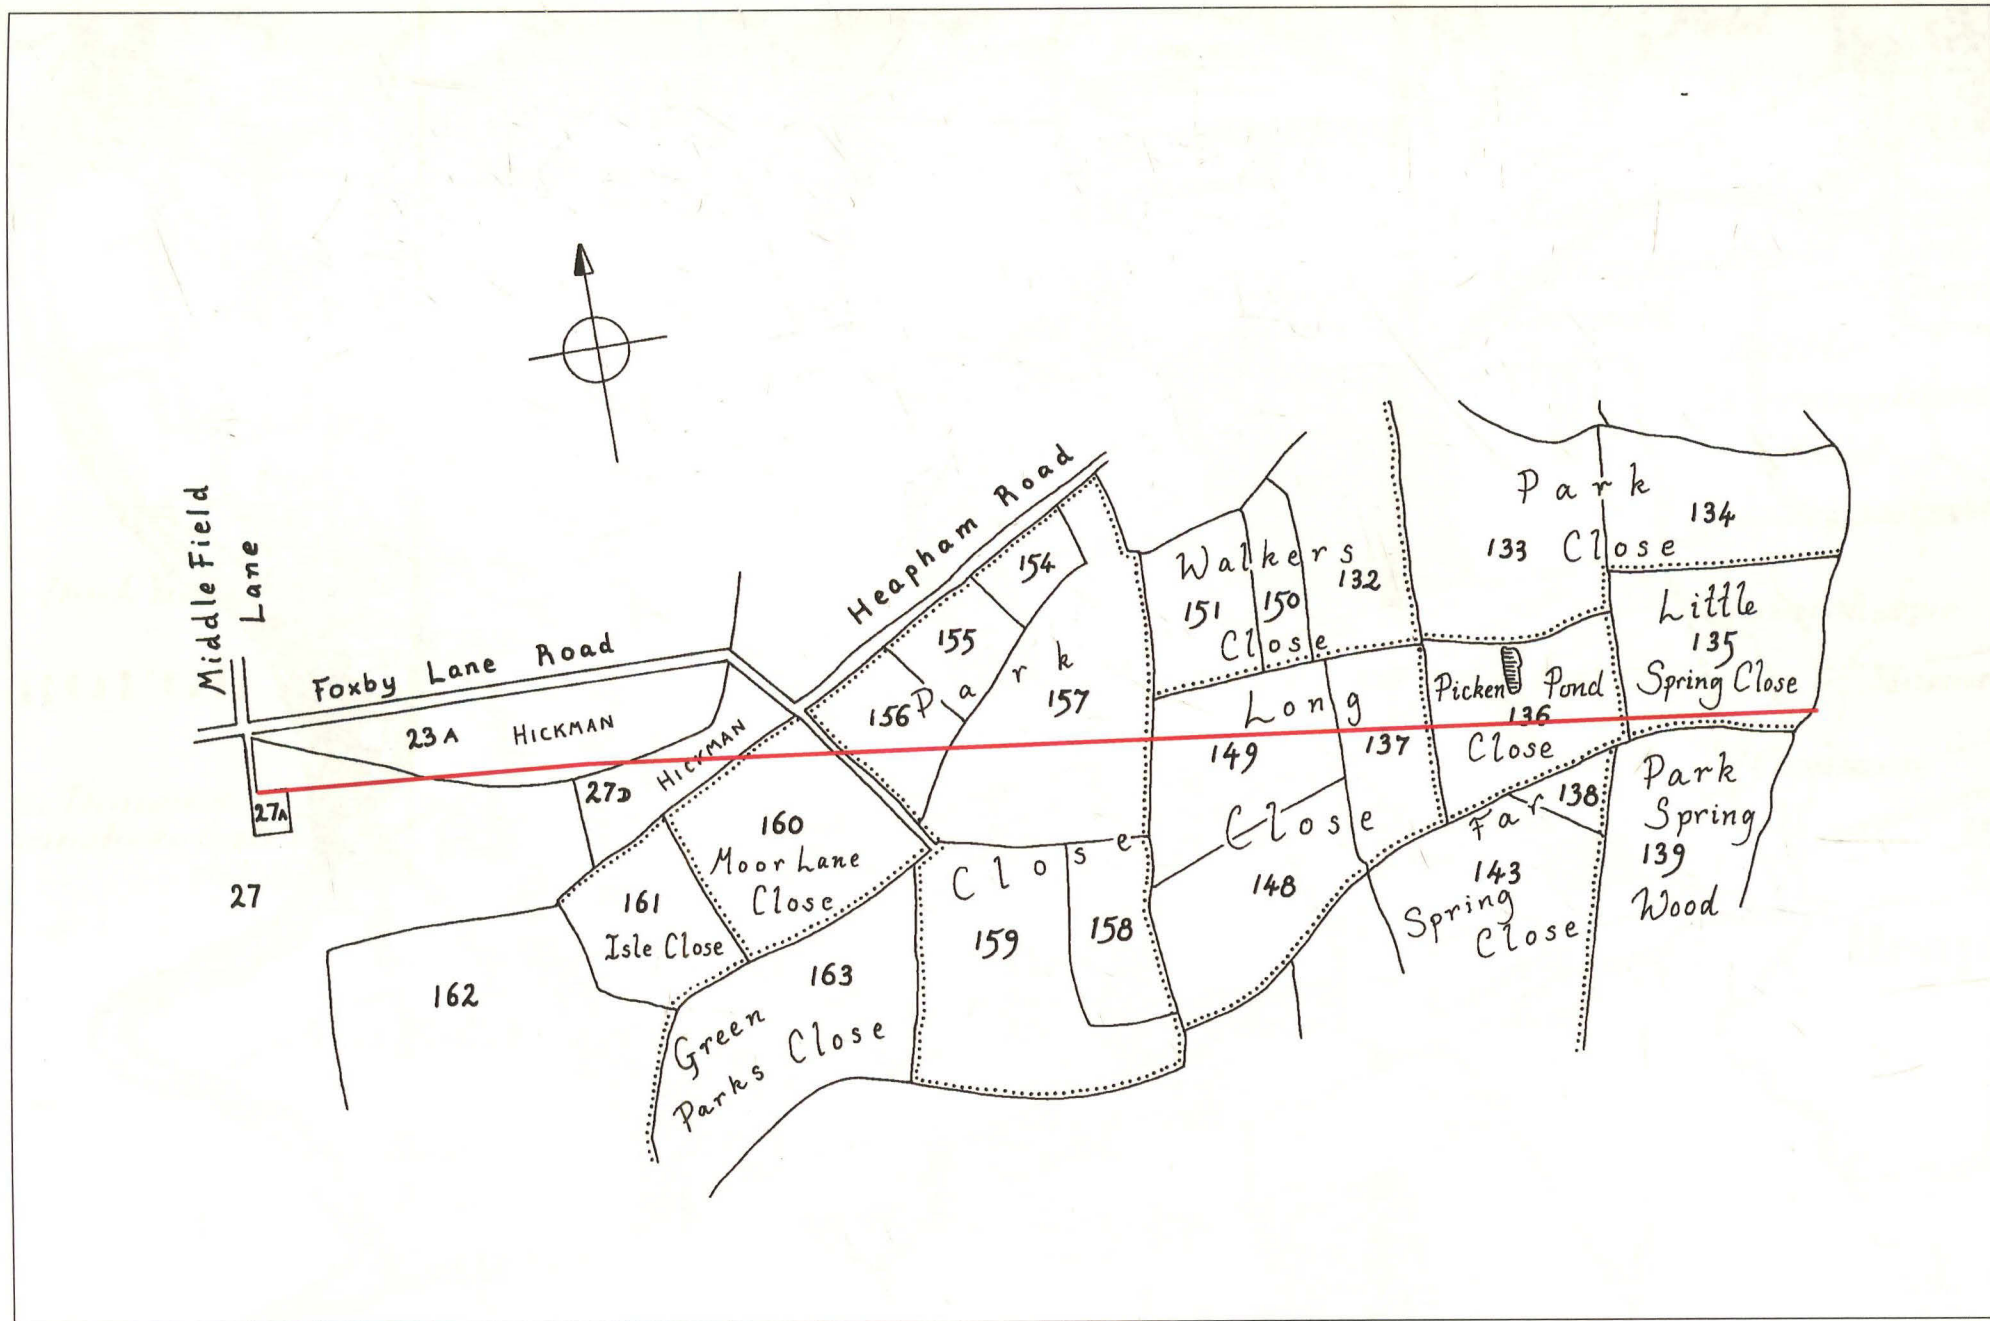 Middle Field
Lane
Foxby Lane Road
Heapham Road
23A HICKMAN
27A
27
27D HICKMAN
160
Moor Lane
Close
161
Isle Close
162
163
Green
Parks Close
154
155
156
157
Park
Close
158
159
Walkers
151
150
132
Close
Long
149
137
Close
148
Park
134
133 Close
Little
135
Spring Close
Picken Pond
136
Close
Far
138
143
Spring
Close
Park
Spring
139
Wood